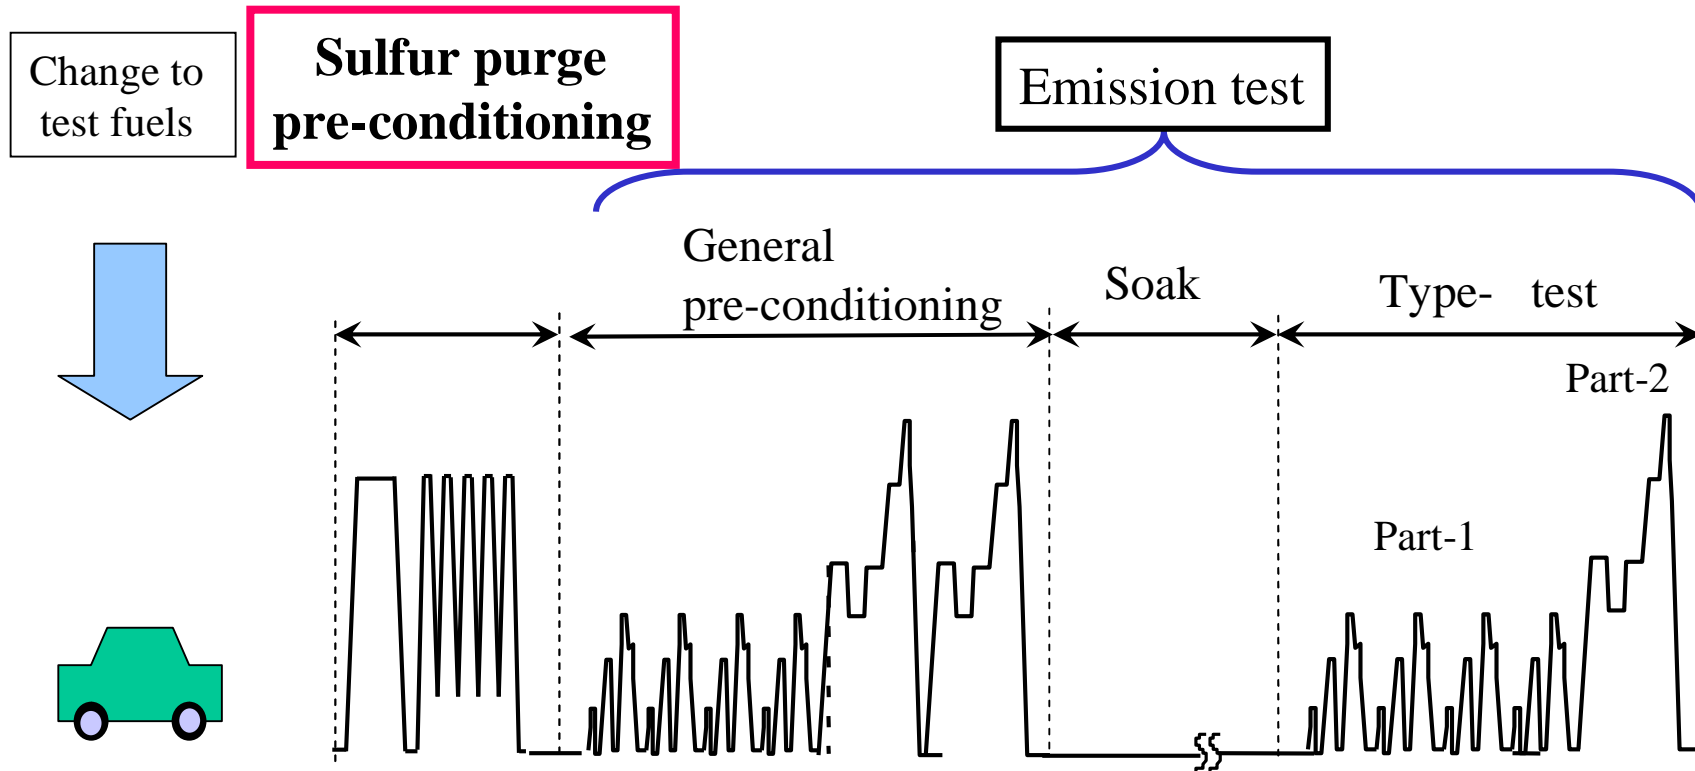 Change to
test fuels
Sulfur purge
pre-conditioning
Emission test
General
pre-conditioning
Soak
Type- test
Part-2
Part-1